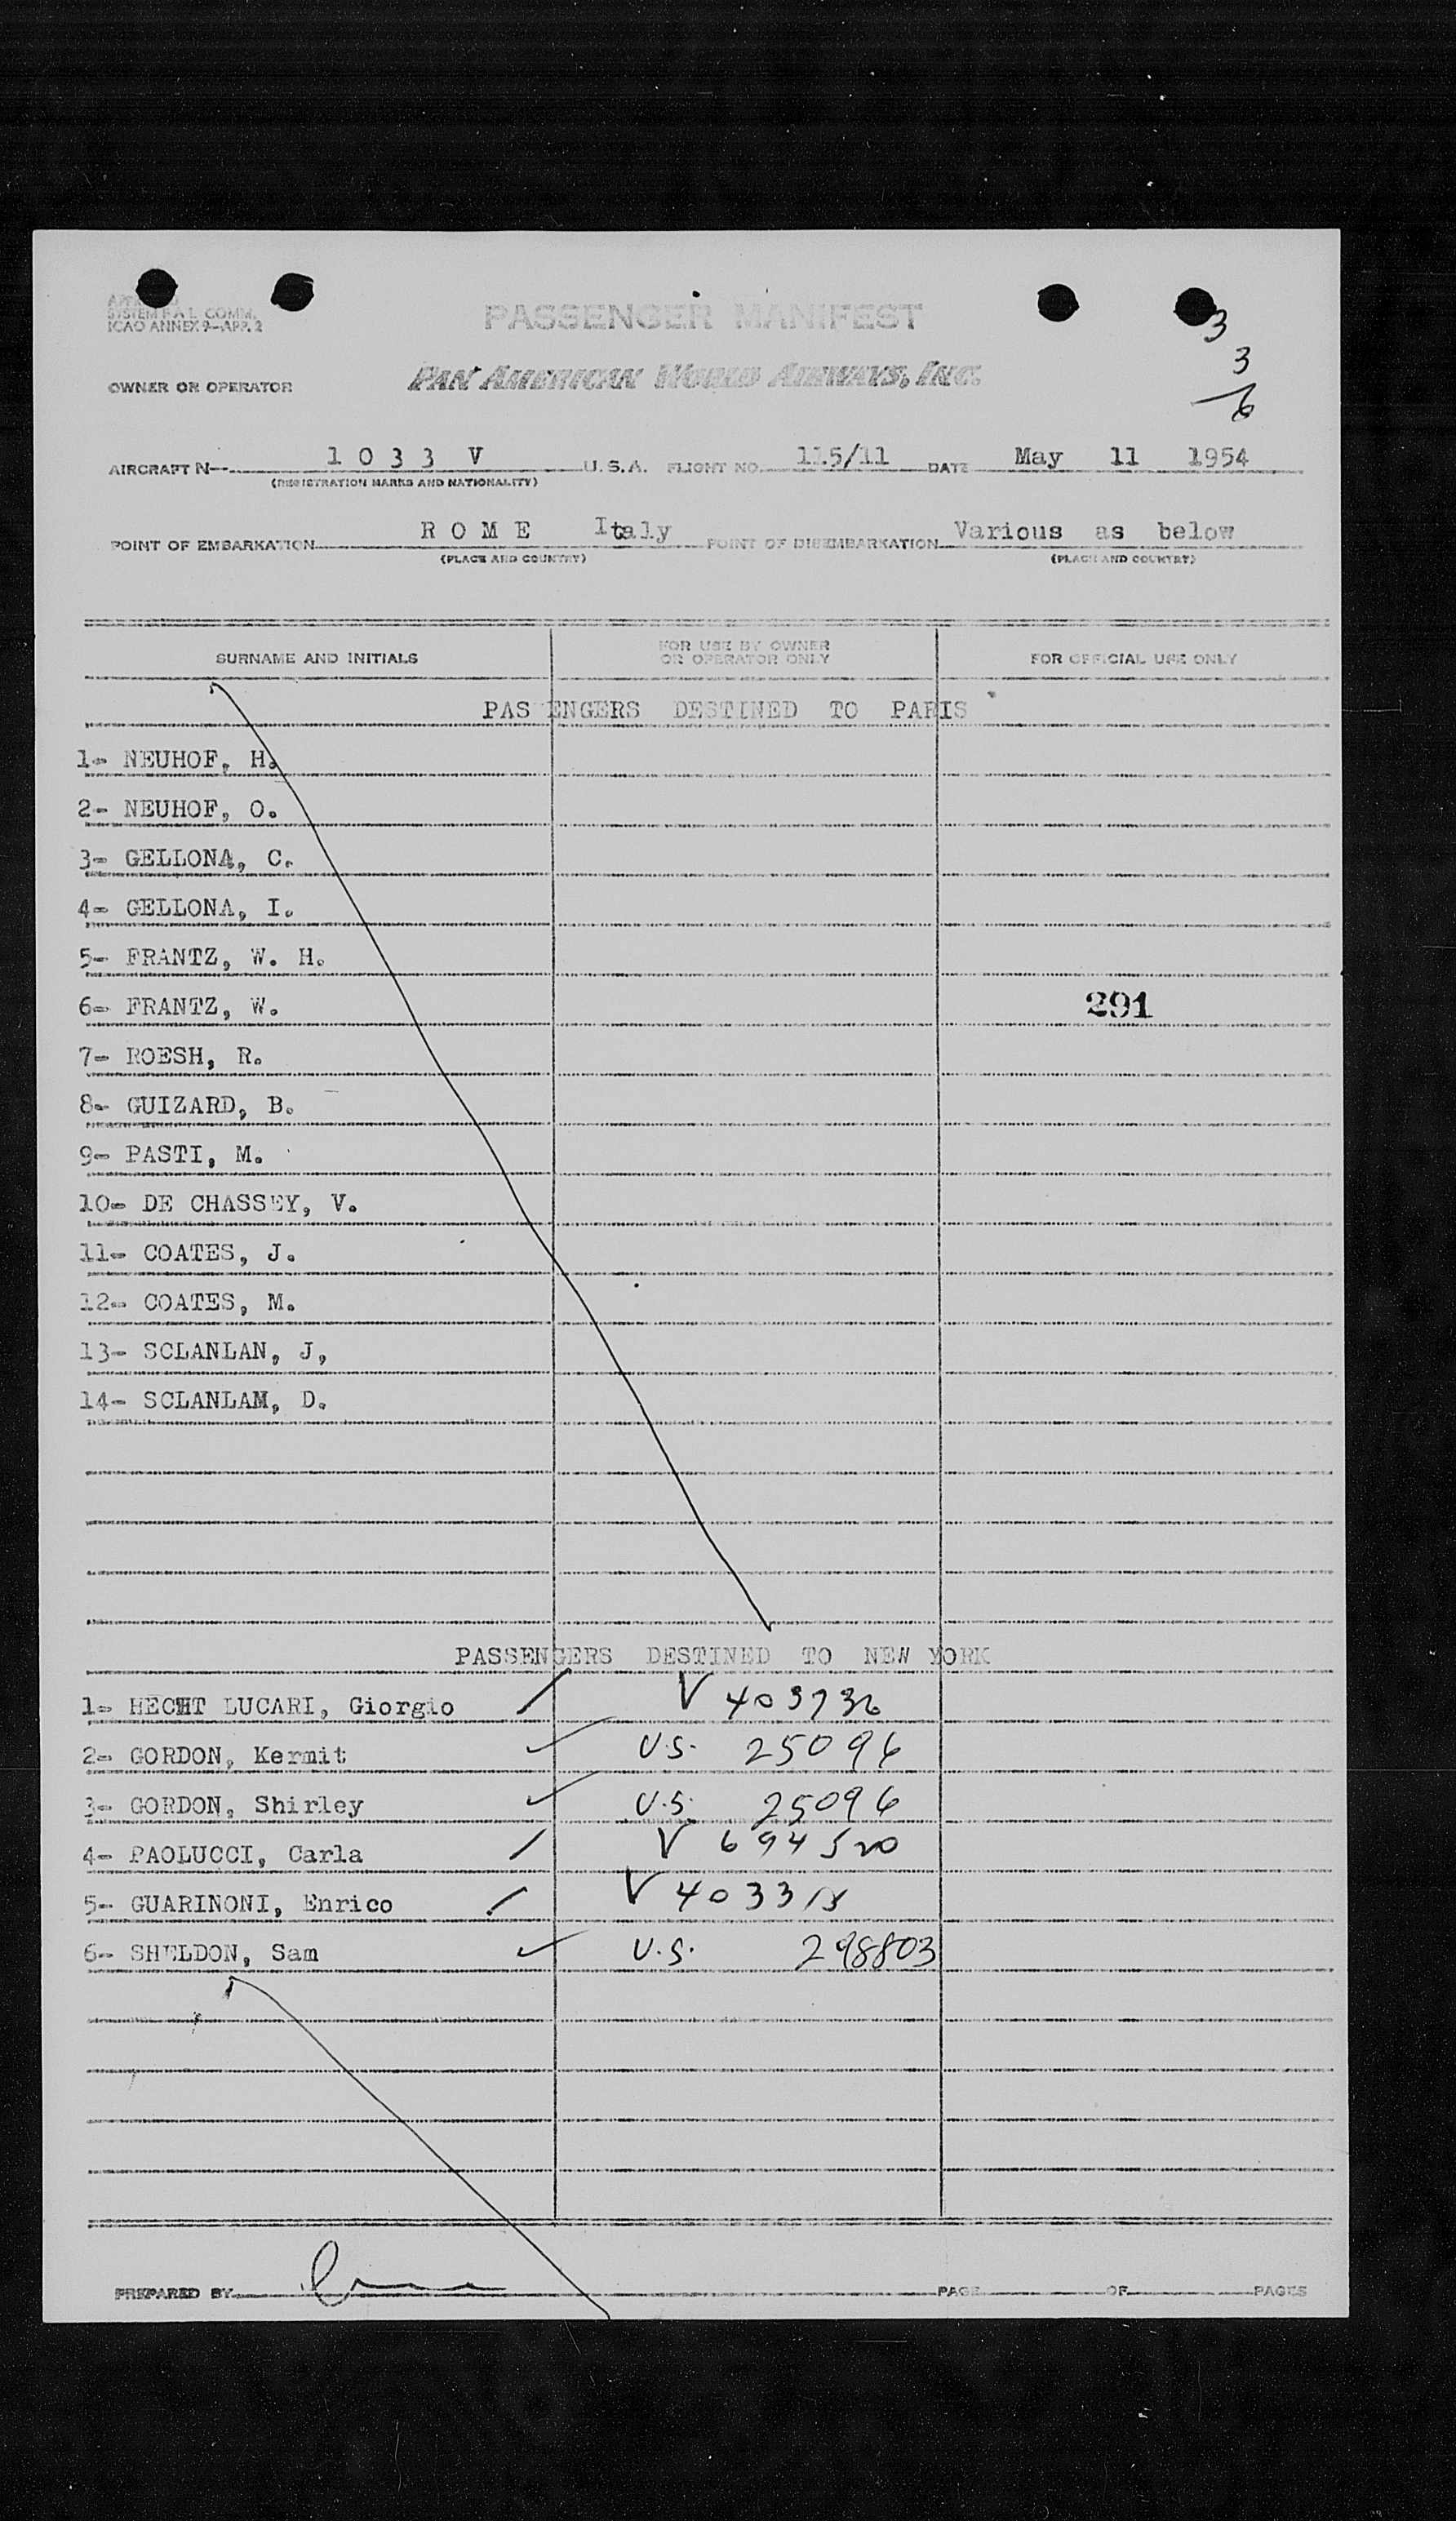 SYSTEM P.A.L. COMM.
ICAO ANNEX 9—APP. 2
PASSENGER MANIFEST
3
3
6
OWNER OR OPERATOR PAN AMERICAN WORLD AIRWAYS, INC.
AIRCRAFT N— 1 0 3 3 V U.S.A. FLIGHT NO. 115/11 DATE May 11 1954
(REGISTRATION MARKS AND NATIONALITY)
POINT OF EMBARKATION R O M E Italy POINT OF DISEMBARKATION Various as below
(PLACE AND COUNTRY) (PLACE AND COUNTRY)
SURNAME AND INITIALS FOR USE BY OWNER OR OPERATOR ONLY FOR OFFICIAL USE ONLY
PAS ENGERS DESTINED TO PARIS
1- NEUHOF, H.
2- NEUHOF, O.
3- GELLONA, C.
4- GELLONA, I.
5- FRANTZ, W. H.
6- FRANTZ, W. 291
7- ROESH, R.
8- GUIZARD, B.
9- PASTI, M.
10- DE CHASSEY, V.
11- COATES, J.
12- COATES, M.
13- SCLANLAN, J,
14- SCLANLAM, D.
PASSENGERS DESTINED TO NEW YORK
1- HECHT LUCARI, Giorgio V 403736
2- GORDON, Kermit U.S. 25096
3- GORDON, Shirley U.S. 25096
4- PAOLUCCI, Carla V 694520
5- GUARINONI, Enrico V
6- SHELDON, Sam U.S. 298803
PREPARED BY PAGE OF PAGES